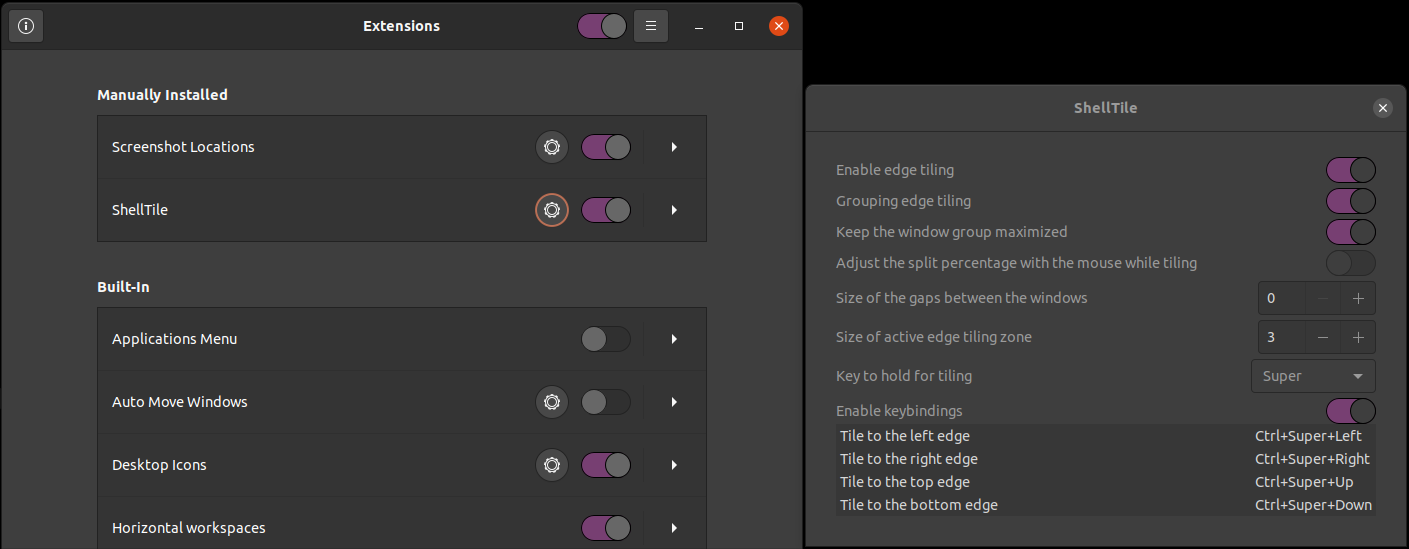 Extensions
Manually Installed
Screenshot Locations
ShellTile
Built-In
Applications Menu
Auto Move Windows
Desktop Icons
Horizontal workspaces
ShellTile
Enable edge tiling
Grouping edge tiling
Keep the window group maximized
Adjust the split percentage with the mouse while tiling
Size of the gaps between the windows 0
Size of active edge tiling zone 3
Key to hold for tiling Super
Enable keybindings
Tile to the left edge Ctrl+Super+Left
Tile to the right edge Ctrl+Super+Right
Tile to the top edge Ctrl+Super+Up
Tile to the bottom edge Ctrl+Super+Down